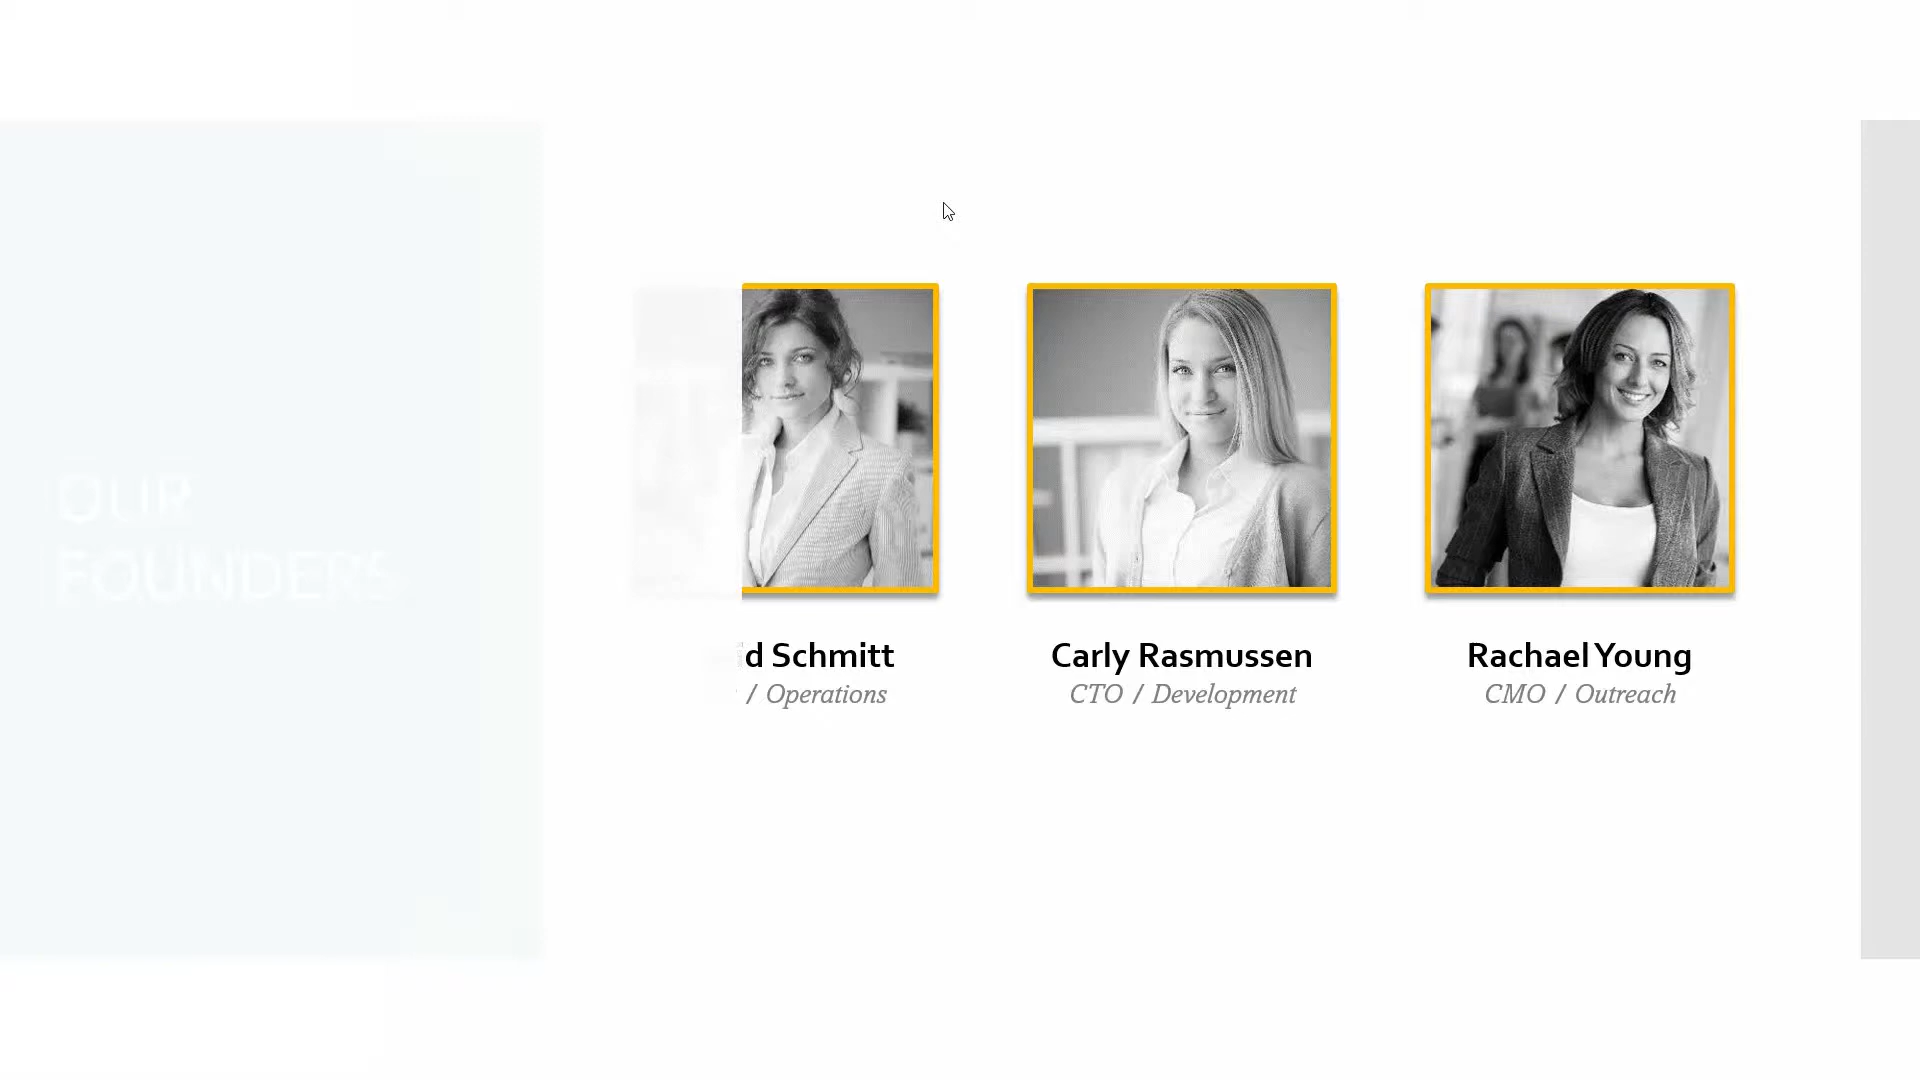 OUR
FOUNDERS
d Schmitt
/ Operations
Carly Rasmussen
CTO / Development
Rachael Young
CMO / Outreach